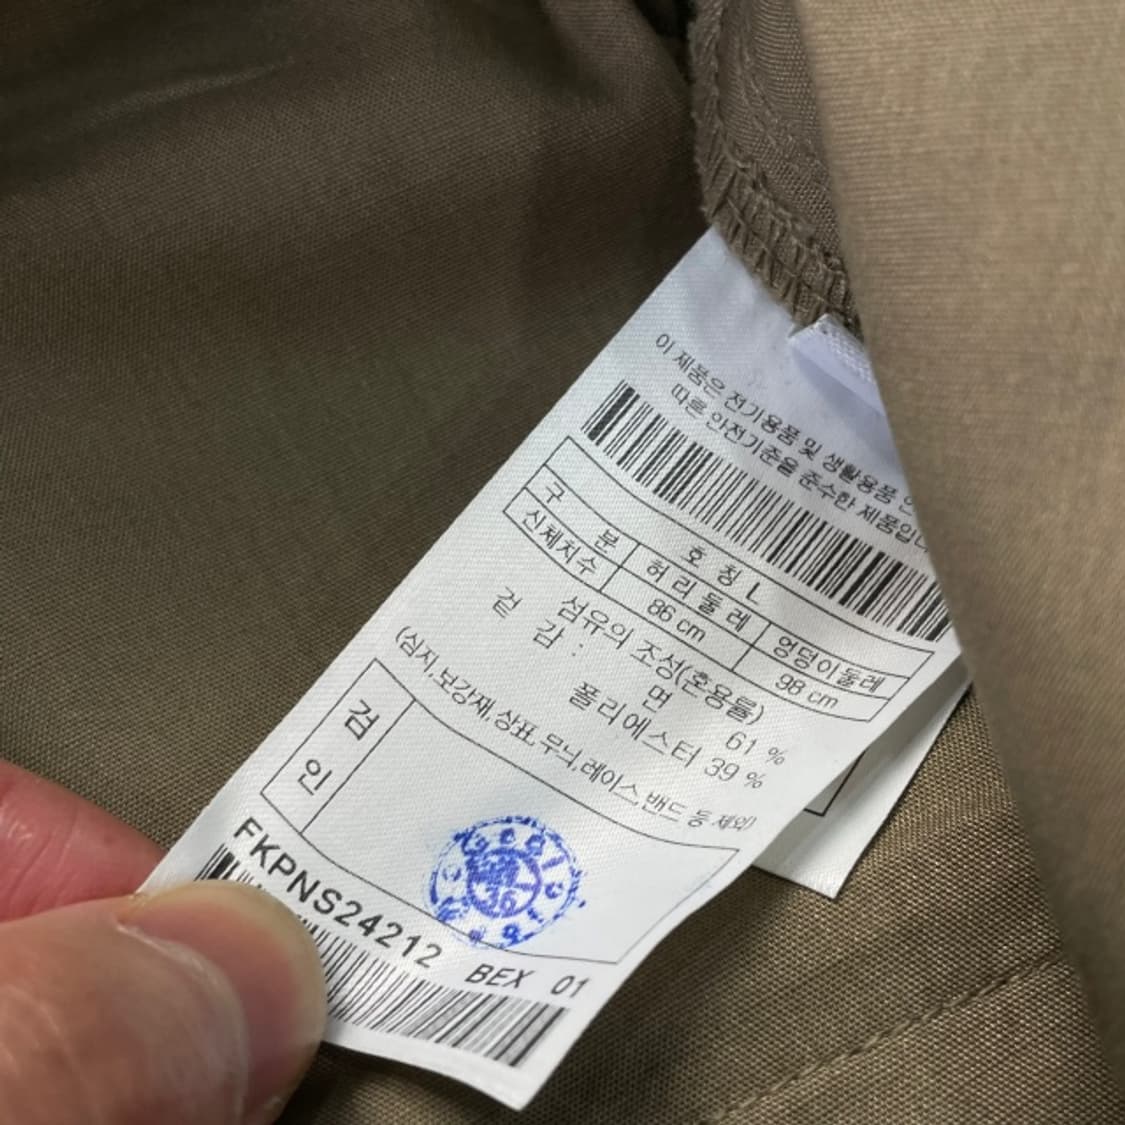 이 제품은 전기용품 및 생활용품 안
따른 안전기준을 준수한 제품입니
구 분 호 칭 L
신체치수 허리둘레 엉덩이둘레
86 cm 98 cm
섬유의 조성(혼용률)
겉 감 : 면 61 %
폴리에스터 39 %
(심지,보강재,상표,무늬,레이스,밴드 등 제외)
검 인
36
FKPNS24212 BEX 01